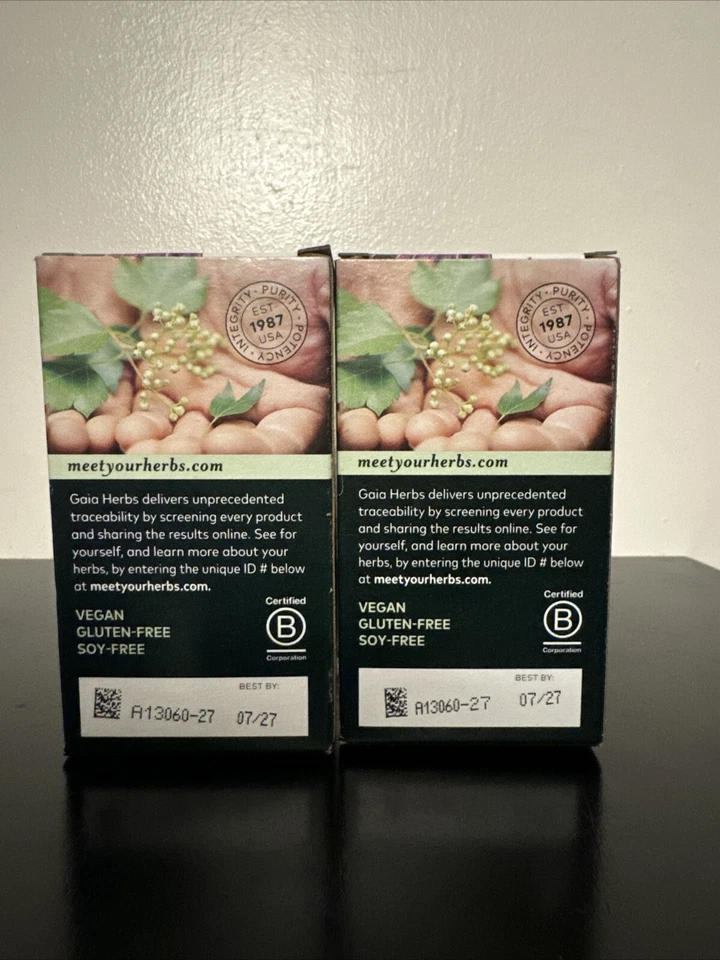 INTEGRITY · PURITY · POTENCY ·
EST.
1987
USA
meetyourherbs.com
Gaia Herbs delivers unprecedented
traceability by screening every product
and sharing the results online. See for
yourself, and learn more about your
herbs, by entering the unique ID # below
at meetyourherbs.com.
VEGAN
GLUTEN-FREE
SOY-FREE
Certified
B
Corporation
BEST BY:
A13060-27 07/27
INTEGRITY · PURITY · POTENCY ·
EST.
1987
USA
meetyourherbs.com
Gaia Herbs delivers unprecedented
traceability by screening every product
and sharing the results online. See for
yourself, and learn more about your
herbs, by entering the unique ID # below
at meetyourherbs.com.
VEGAN
GLUTEN-FREE
SOY-FREE
Certified
B
Corporation
BEST BY:
A13060-27 07/27